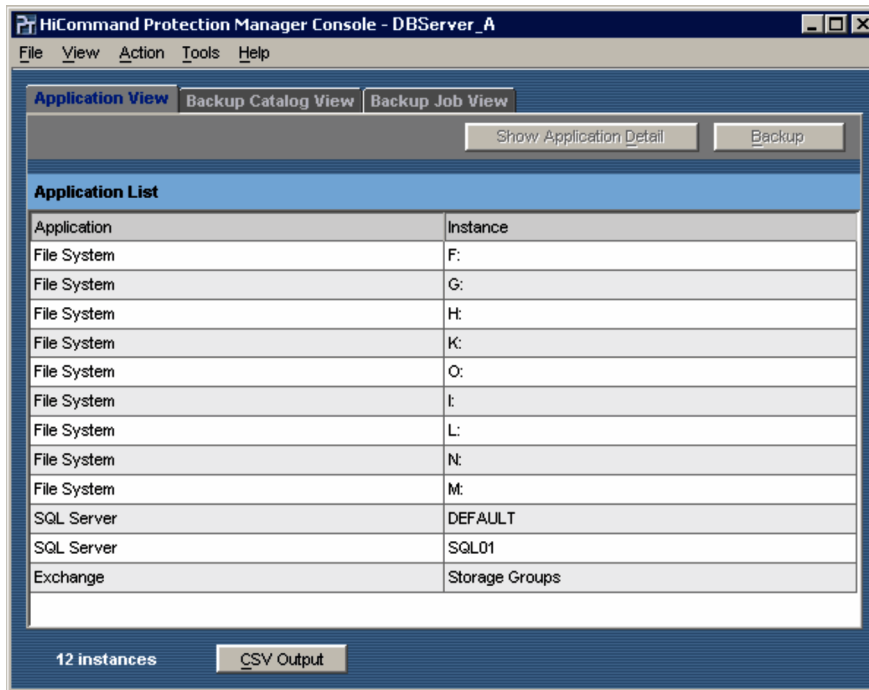 HiCommand Protection Manager Console - DBServer_A
File View Action Tools Help
Application View Backup Catalog View Backup Job View
Show Application Detail Backup
Application List
Application Instance
File System F:
File System G:
File System H:
File System K:
File System O:
File System I:
File System L:
File System N:
File System M:
SQL Server DEFAULT
SQL Server SQL01
Exchange Storage Groups
12 instances CSV Output